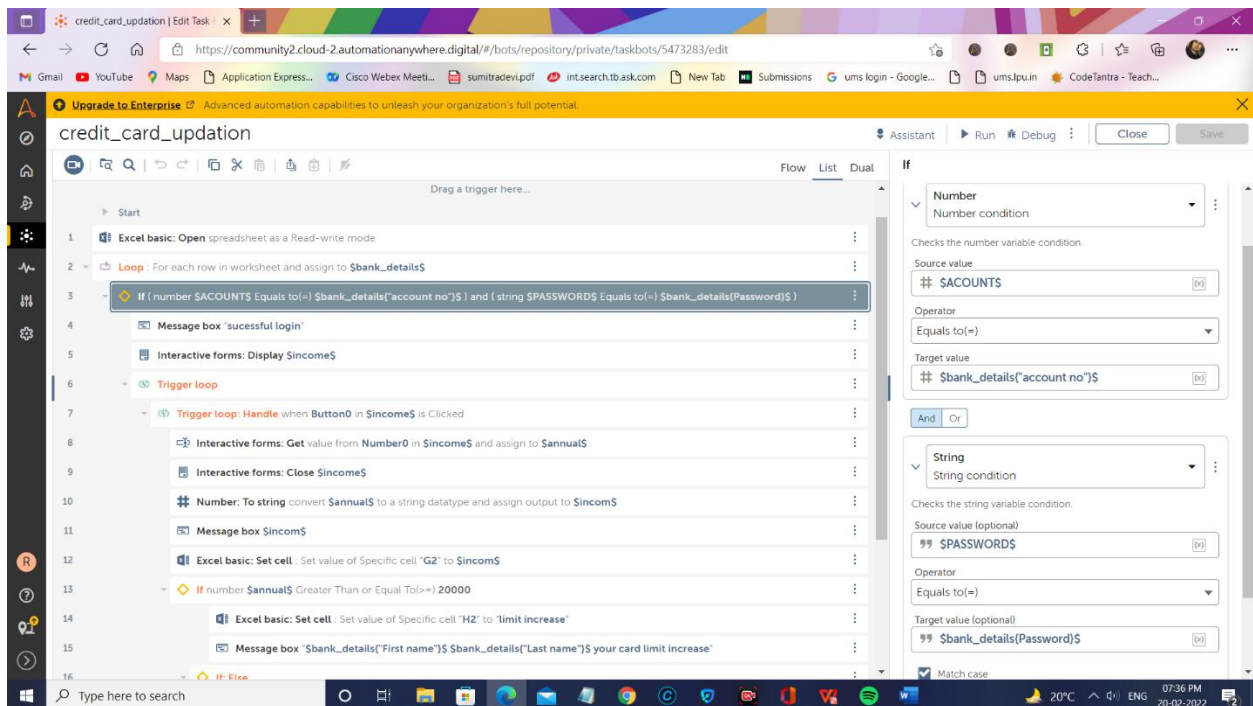 credit_card_updation | Edit Task
https://community2.cloud-2.automationanywhere.digital/#/bots/repository/private/taskbots/5473283/edit
Gmail YouTube Maps Application Express... Cisco Webex Meeti... sumitradevi.pdf int.search.tb.ask.com New Tab Submissions ums login - Google... ums.lpu.in CodeTantra - Teach...
Upgrade to Enterprise Advanced automation capabilities to unleash your organization's full potential.
credit_card_updation
Assistant Run Debug Close Save
Flow List Dual
Drag a trigger here...
Start
1 Excel basic: Open spreadsheet as a Read-write mode
2 Loop : For each row in worksheet and assign to $bank_details$
3 If ( number $ACOUNT$ Equals to(=) $bank_details{"account no"}$ ) and ( string $PASSWORD$ Equals to(=) $bank_details{Password}$ )
4 Message box "sucessful login"
5 Interactive forms: Display $income$
6 Trigger loop
7 Trigger loop: Handle when Button0 in $income$ is Clicked
8 Interactive forms: Get value from Number0 in $income$ and assign to $annual$
9 Interactive forms: Close $income$
10 Number: To string convert $annual$ to a string datatype and assign output to $incom$
11 Message box $incom$
12 Excel basic: Set cell : Set value of Specific cell "G2" to $incom$
13 If number $annual$ Greater Than or Equal To(>=) 20000
14 Excel basic: Set cell : Set value of Specific cell "H2" to "limit increase"
15 Message box "$bank_details{"First name"}$ $bank_details{"Last name"}$ your card limit increase"
16 If: Else
If
Number
Number condition
Checks the number variable condition.
Source value
$ACOUNT$
(x)
Operator
Equals to(=)
Target value
$bank_details{"account no"}$
(x)
And Or
String
String condition
Checks the string variable condition.
Source value (optional)
$PASSWORD$
(x)
Operator
Equals to(=)
Target value (optional)
$bank_details{Password}$
(x)
Match case
R
Type here to search
20°C ENG
07:36 PM
20-02-2022
2